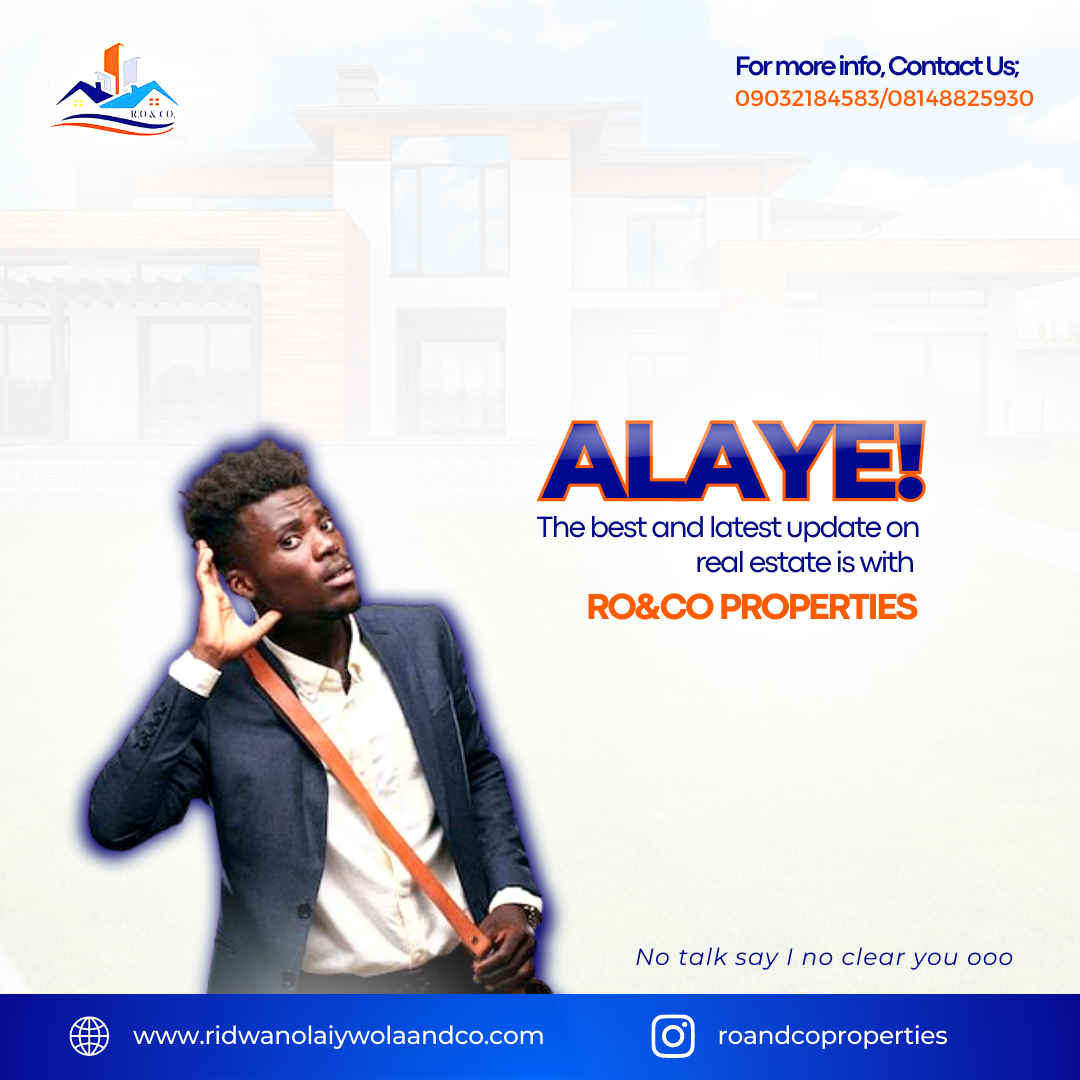 R.O & CO.
For more info, Contact Us;
09032184583/08148825930
ALAYE!
The best and latest update on
real estate is with
RO&CO PROPERTIES
No talk say I no clear you ooo
www.ridwanolaiywolaandco.com
roandcoproperties